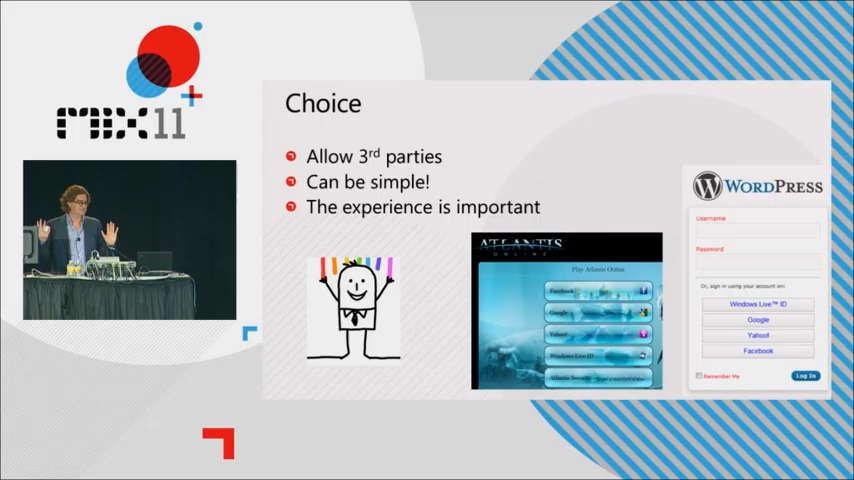 MIX11
Choice
Allow 3rd parties
Can be simple!
The experience is important
ATLANTIS
ONLINE
Play Atlantis Online
Facebook
Google
Yahoo!
Windows Live ID
Atlantis Security
WORDPRESS
Username
Password
Or, sign in using your account on:
Windows Live™ ID
Google
Yahoo!
Facebook
Remember Me
Log In